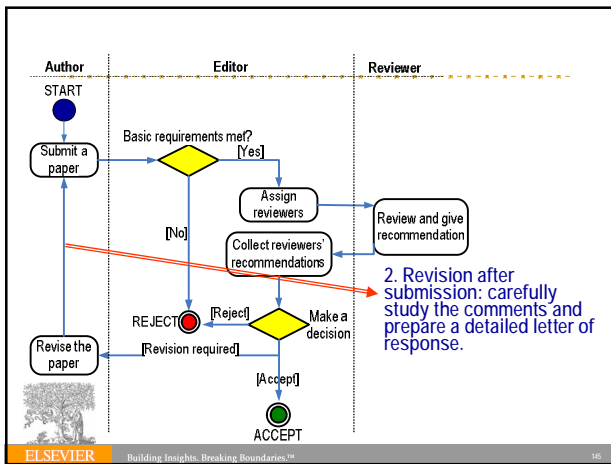 Author
Editor
Reviewer
START
Basic requirements met?
[Yes]
Submit a
paper
Assign
reviewers
Review and give
recommendation
[No]
Collect reviewers'
recommendations
2. Revision after
submission: carefully
study the comments and
prepare a detailed letter of
response.
REJECT
[Reject]
Make a
decision
Revise the
paper
[Revision required]
[Accept]
ACCEPT
ELSEVIER
Building Insights. Breaking Boundaries.™
145